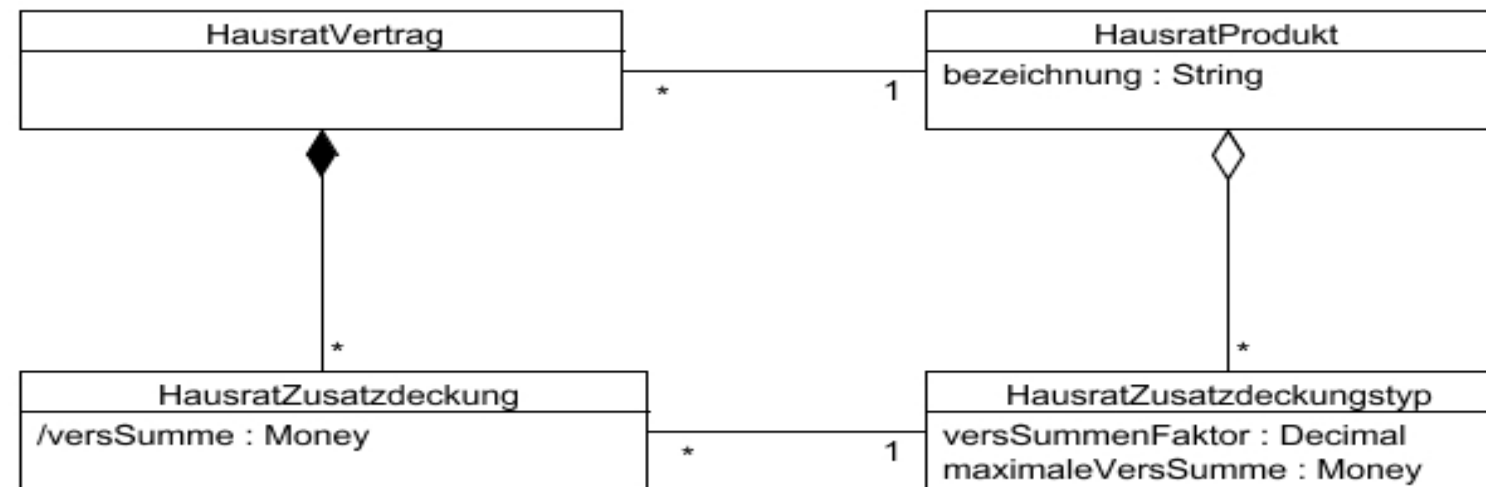 HausratVertrag
HausratProdukt
bezeichnung : String
*
1
*
*
HausratZusatzdeckung
/versSumme : Money
HausratZusatzdeckungstyp
versSummenFaktor : Decimal
maximaleVersSumme : Money
*
1